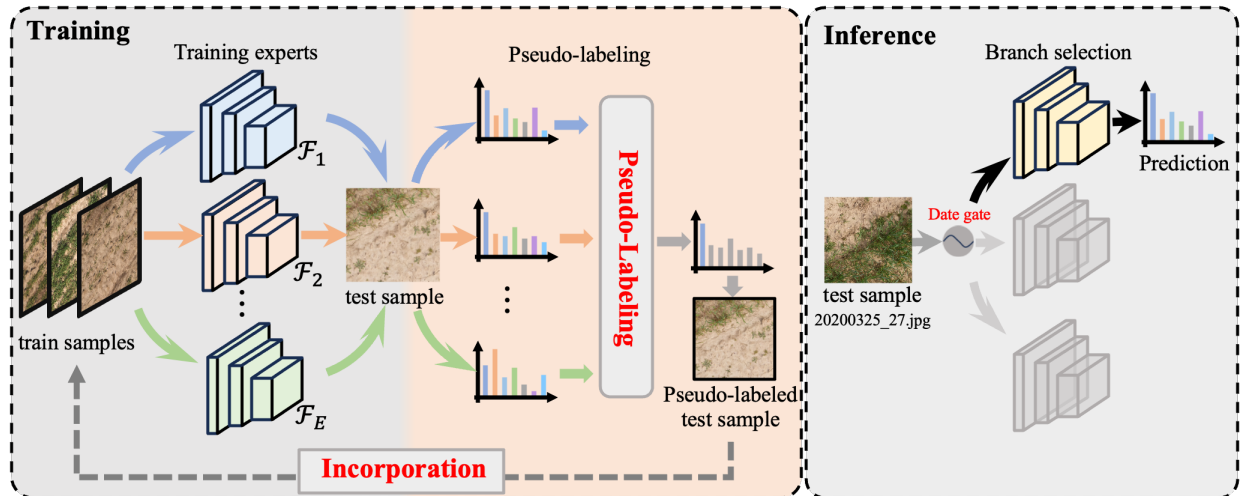 Training
Training experts
Pseudo-labeling
F1
F2
FE
train samples
test sample
Pseudo-Labeling
Pseudo-labeled
test sample
Incorporation
Inference
Branch selection
Prediction
Date gate
test sample
20200325_27.jpg